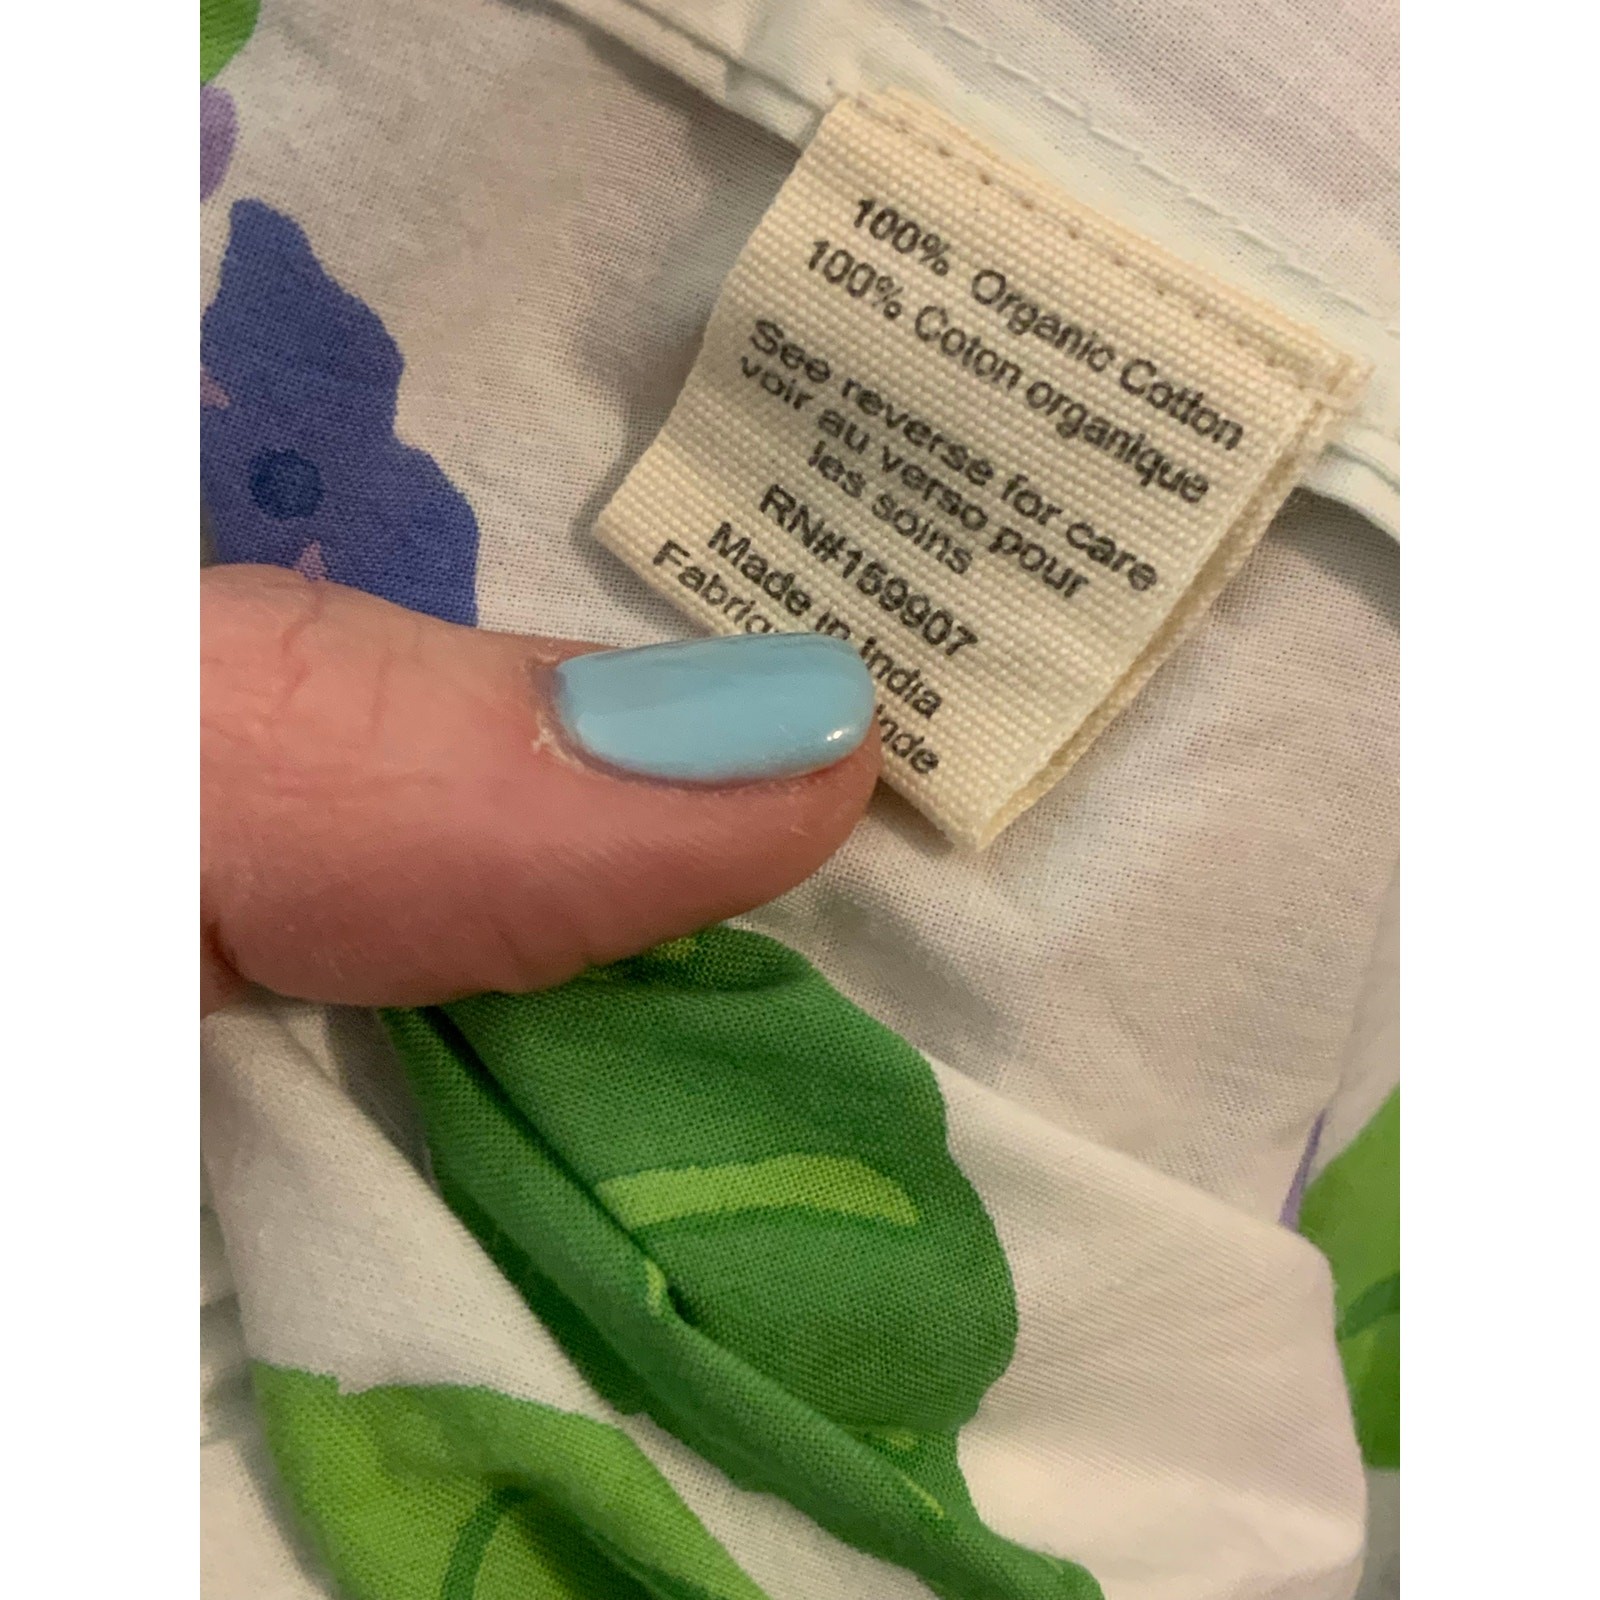 100% Organic Cotton
100% Coton organique
See reverse for care
voir au verso pour
les soins
RN#159907
Made in India